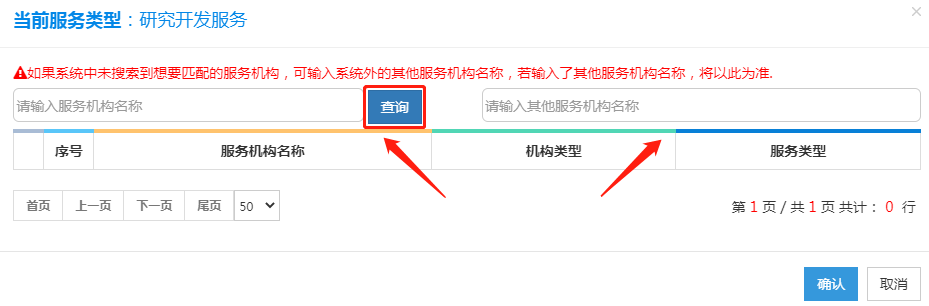 当前服务类型：研究开发服务
×
如果系统中未搜索到想要匹配的服务机构，可输入系统外的其他服务机构名称，若输入了其他服务机构名称，将以此为准.
请输入服务机构名称 查询 请输入其他服务机构名称
序号 服务机构名称 机构类型 服务类型
首页 上一页 下一页 尾页 50 第 1 页 / 共 1 页 共计： 0 行
确认 取消